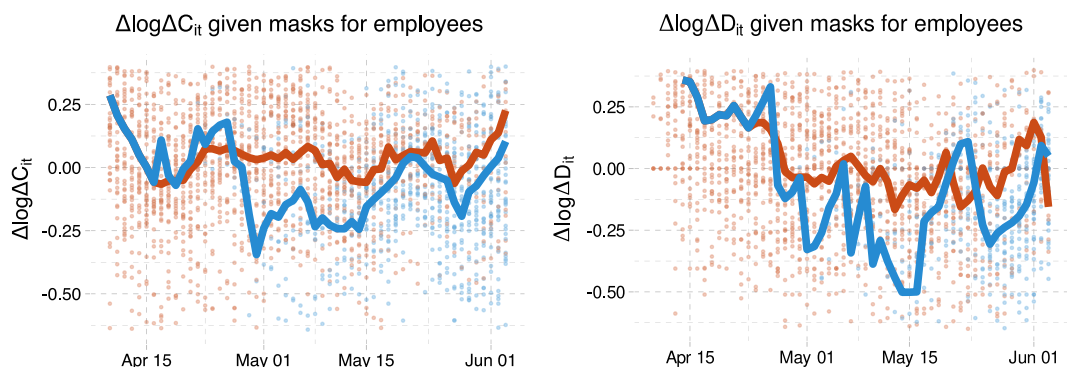 ΔlogΔC_it given masks for employees
ΔlogΔC_it
0.25
0.00
-0.25
-0.50
Apr 15
May 01
May 15
Jun 01
ΔlogΔD_it given masks for employees
ΔlogΔD_it
0.25
0.00
-0.25
-0.50
Apr 15
May 01
May 15
Jun 01